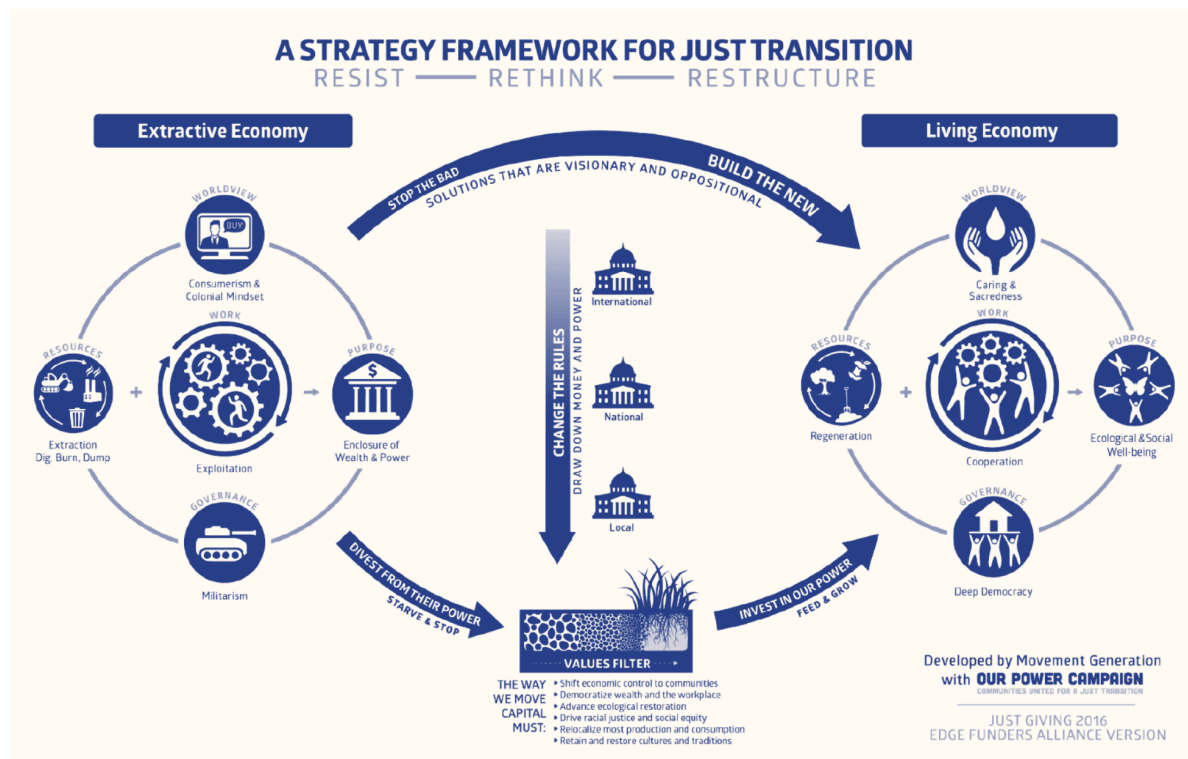 A STRATEGY FRAMEWORK FOR JUST TRANSITION
RESIST — RETHINK — RESTRUCTURE
Extractive Economy
WORLDVIEW
BUY
Consumerism &
Colonial Mindset
RESOURCES
Extraction
Dig, Burn, Dump
+
WORK
Exploitation
PURPOSE
$
Enclosure of
Wealth & Power
GOVERNANCE
Militarism
STOP THE BAD
BUILD THE NEW
SOLUTIONS THAT ARE VISIONARY AND OPPOSITIONAL
CHANGE THE RULES
DRAW DOWN MONEY AND POWER
International
National
Local
DIVEST FROM THEIR POWER
STARVE & STOP
VALUES FILTER
THE WAY
WE MOVE
CAPITAL
MUST:
‣ Shift economic control to communities
‣ Democratize wealth and the workplace
‣ Advance ecological restoration
‣ Drive racial justice and social equity
‣ Relocalize most production and consumption
‣ Retain and restore cultures and traditions
INVEST IN OUR POWER
FEED & GROW
Living Economy
WORLDVIEW
Caring &
Sacredness
RESOURCES
Regeneration
+
WORK
Cooperation
PURPOSE
Ecological & Social
Well-being
GOVERNANCE
Deep Democracy
Developed by Movement Generation
with OUR POWER CAMPAIGN
COMMUNITIES UNITED FOR A JUST TRANSITION
JUST GIVING 2016
EDGE FUNDERS ALLIANCE VERSION